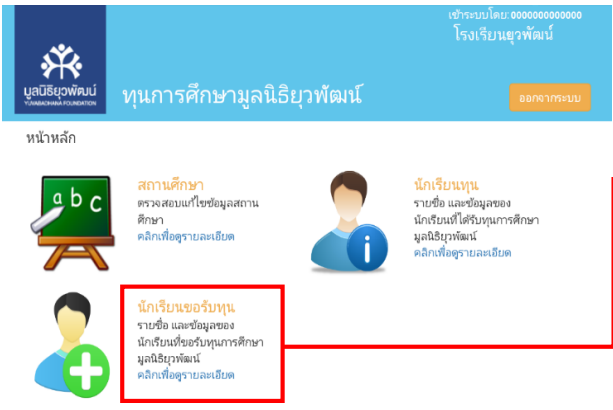 เข้าระบบโดย: 0000000000000
โรงเรียนยุวพัฒน์
มูลนิธิยุวพัฒน์
YUVABADHANA FOUNDATION
ทุนการศึกษามูลนิธิยุวพัฒน์
ออกจากระบบ
หน้าหลัก
a b c
สถานศึกษา
ตรวจสอบแก้ไขข้อมูลสถาน
ศึกษา
คลิกเพื่อดูรายละเอียด
นักเรียนทุน
รายชื่อ และข้อมูลของ
นักเรียนที่ได้รับทุนการศึกษา
มูลนิธิยุวพัฒน์
คลิกเพื่อดูรายละเอียด
นักเรียนขอรับทุน
รายชื่อ และข้อมูลของ
นักเรียนที่ขอรับทุนการศึกษา
มูลนิธิยุวพัฒน์
คลิกเพื่อดูรายละเอียด